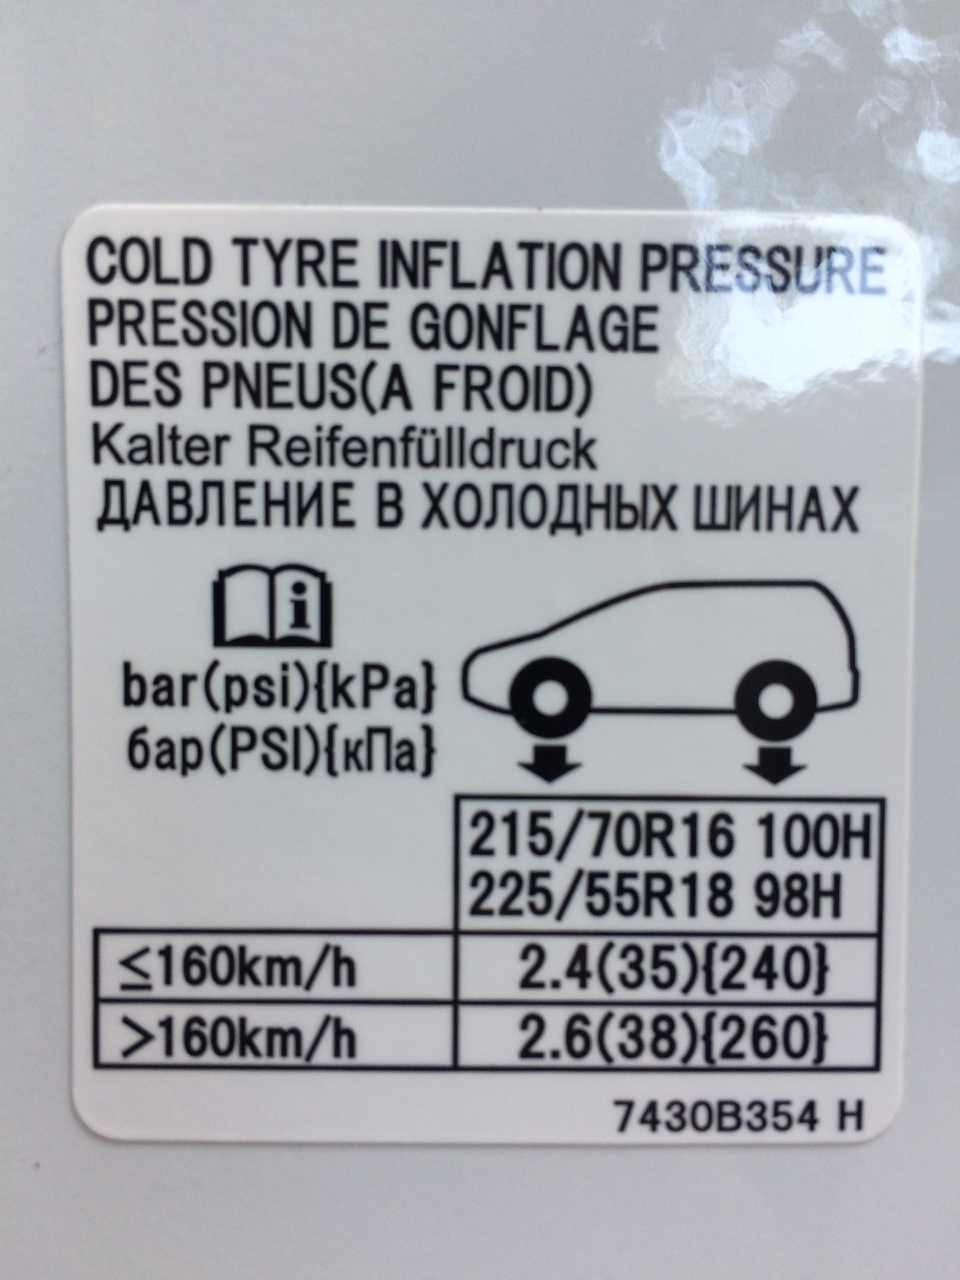 COLD TYRE INFLATION PRESSURE
PRESSION DE GONFLAGE
DES PNEUS(A FROID)
Kalter Reifenfülldruck
ДАВЛЕНИЕ В ХОЛОДНЫХ ШИНАХ
i
bar(psi){kPa}
бар(PSI){кПа}
215/70R16 100H
225/55R18 98H
≤160km/h 2.4(35){240}
>160km/h 2.6(38){260}
7430B354 H